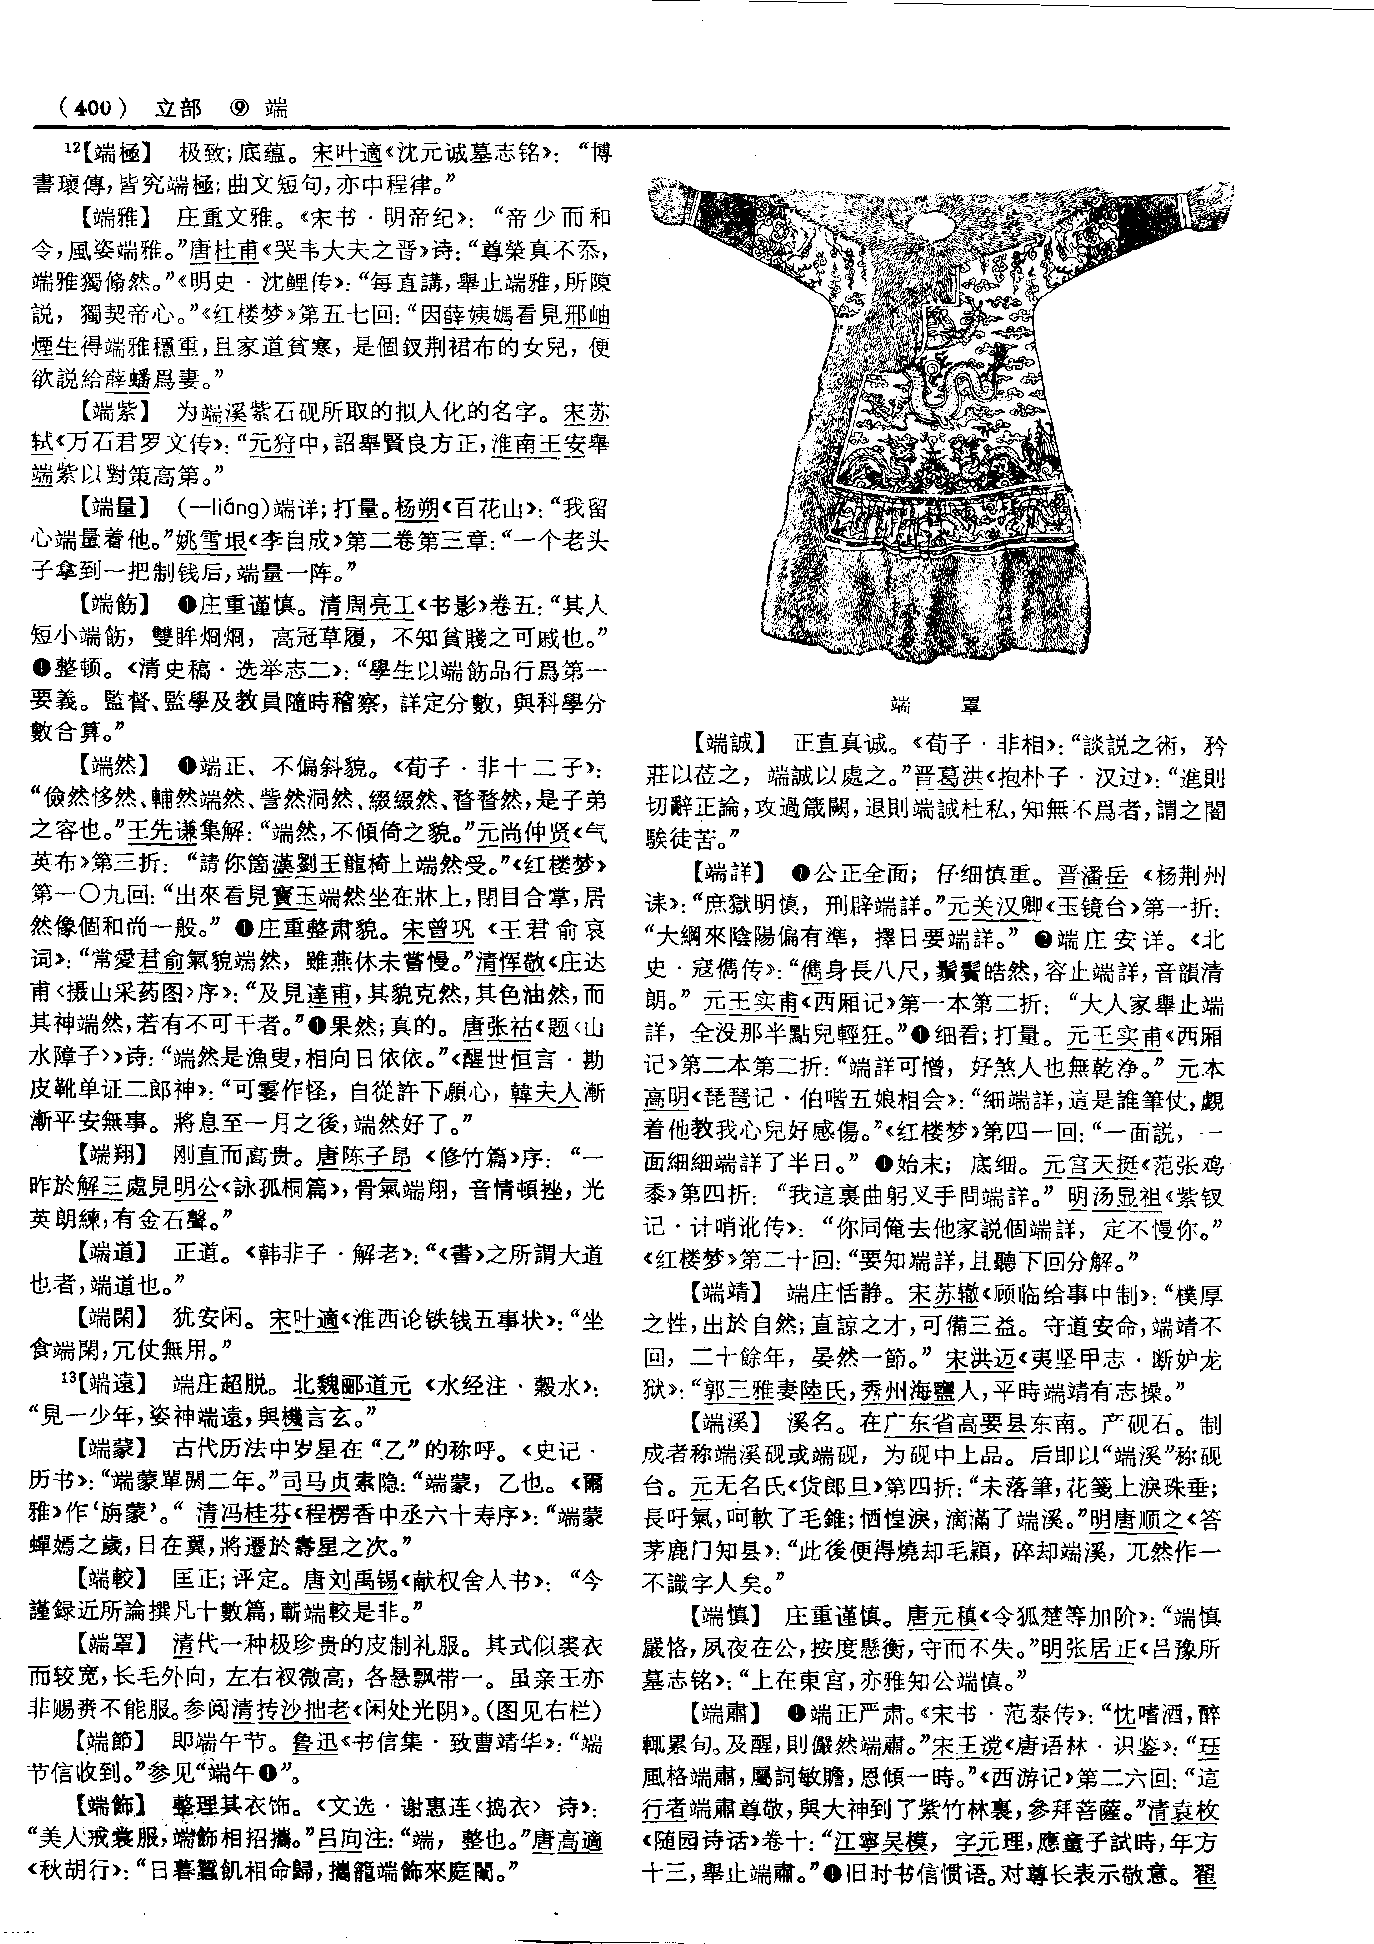 （400） 立部 ⑨ 端
¹²【端極】 极致；底蕴。宋叶適《沈元诚墓志铭》：“博
書瓌傳，皆究端極；曲文短句，亦中程律。”
【端雅】 庄重文雅。《宋书·明帝纪》：“帝少而和
令，風姿端雅。”唐杜甫《哭韦大夫之晋》诗：“尊榮真不忝，
端雅獨翛然。”《明史·沈鲤传》：“每直講，舉止端雅，所陳
説，獨契帝心。”《红楼梦》第五七回：“因薛姨媽看見邢岫
煙生得端雅穩重，且家道貧寒，是個釵荆裙布的女兒，便
欲説給薛蟠爲妻。”
【端紫】 为端溪紫石砚所取的拟人化的名字。宋苏
轼《万石君罗文传》：“元狩中，詔舉賢良方正，淮南王安舉
端紫以對策高第。”
【端量】 （—liáng）端详；打量。杨朔《百花山》：“我留
心端量着他。”姚雪垠《李自成》第二卷第三章：“一个老头
子拿到一把制钱后，端量一阵。”
【端飭】 ❶庄重谨慎。清周亮工《书影》卷五：“其人
短小端飭，雙眸炯炯，高冠草履，不知貧賤之可戚也。”
❶整顿。《清史稿·选举志二》：“學生以端飭品行爲第一
要義。監督、監學及教員隨時稽察，詳定分數，與科學分
數合算。”
【端然】 ❶端正、不偏斜貌。《荀子·非十二子》：
“儉然恀然、輔然端然、訾然洞然、綴綴然、瞀瞀然，是子弟
之容也。”王先谦集解：“端然，不傾倚之貌。”元尚仲贤《气
英布》第三折：“請你箇漢劉王龍椅上端然受。”《红楼梦》
第一〇九回：“出來看見寶玉端然坐在牀上，閉目合掌，居
然像個和尚一般。” ❶庄重整肃貌。宋曾巩《王君俞哀
词》：“常愛君俞氣貌端然，雖燕休未嘗慢。”清恽敬《庄达
甫〈摄山采药图〉序》：“及見達甫，其貌克然，其色油然，而
其神端然，若有不可干者。”❶果然；真的。唐张祜《题〈山
水障子〉》诗：“端然是漁叟，相向日依依。”《醒世恒言·勘
皮靴单证二郎神》：“可霎作怪，自從許下願心，韓夫人漸
漸平安無事。將息至一月之後，端然好了。”
【端翔】 刚直而高贵。唐陈子昂《修竹篇》序：“一
昨於解三處見明公《詠孤桐篇》，骨氣端翔，音情頓挫，光
英朗練，有金石聲。”
【端道】 正道。《韩非子·解老》：“《書》之所謂大道
也者，端道也。”
【端閑】 犹安闲。宋叶適《淮西论铁钱五事状》：“坐
食端閑，冗仗無用。”
¹³【端遠】 端庄超脱。北魏郦道元《水经注·穀水》：
“見一少年，姿神端遠，與機言玄。”
【端蒙】 古代历法中岁星在“乙”的称呼。《史记·
历书》：“端蒙單閼二年。”司马贞索隐：“端蒙，乙也。《爾
雅》作‘旃蒙’。“ 清冯桂芬《程楞香中丞六十寿序》：“端蒙
蟬嫣之歲，日在翼，將遷於壽星之次。”
【端較】 匡正；评定。唐刘禹锡《献权舍人书》：“今
謹録近所論撰凡十數篇，蘄端較是非。”
【端罩】 清代一种极珍贵的皮制礼服。其式似裘衣
而较宽，长毛外向，左右衩微高，各悬飘带一。虽亲王亦
非赐赉不能服。参阅清抟沙拙老《闲处光阴》。（图见右栏）
【端節】 即端午节。鲁迅《书信集·致曹靖华》：“端
节信收到。”参见“端午❶”。
【端飾】 整理其衣饰。《文选·谢惠连〈捣衣〉诗》：
“美人戒裳服，端飾相招攜。”吕向注：“端，整也。”唐高適
《秋胡行》：“日暮蠶飢相命歸，攜籠端飾來庭闈。”
端 罩
【端誠】 正直真诚。《荀子·非相》：“談説之術，矜
莊以莅之，端誠以處之。”晋葛洪《抱朴子·汉过》：“進則
切辭正論，攻過箴闕，退則端誠杜私，知無不爲者，謂之闇
騃徒苦。”
【端詳】 ❶公正全面；仔细慎重。晋潘岳《杨荆州
诔》：“庶獄明慎，刑辟端詳。”元关汉卿《玉镜台》第一折：
“大綱來陰陽偏有準，擇日要端詳。” ❷端庄安详。《北
史·寇儁传》：“儁身長八尺，鬚鬢皓然，容止端詳，音韻清
朗。” 元王实甫《西厢记》第一本第二折：“大人家舉止端
詳，全没那半點兒輕狂。”❶细看；打量。元王实甫《西厢
记》第二本第二折：“端詳可憎，好煞人也無乾净。” 元本
高明《琵琶记·伯喈五娘相会》：“細端詳，這是誰筆仗，覷
着他教我心兒好感傷。”《红楼梦》第四一回：“一面説，一
面細細端詳了半日。” ❶始末；底细。元宫天挺《范张鸡
黍》第四折：“我這裏曲躬叉手問端詳。” 明汤显祖《紫钗
记·计哨讹传》：“你同俺去他家説個端詳，定不慢你。”
《红楼梦》第二十回：“要知端詳，且聽下回分解。”
【端靖】 端庄恬静。宋苏辙《顾临给事中制》：“樸厚
之性，出於自然；直諒之才，可備三益。守道安命，端靖不
回，二十餘年，晏然一節。” 宋洪迈《夷坚甲志·断妒龙
狱》：“郭三雅妻陸氏，秀州海鹽人，平時端靖有志操。”
【端溪】 溪名。在广东省高要县东南。产砚石。制
成者称端溪砚或端砚，为砚中上品。后即以“端溪”称砚
台。元无名氏《货郎旦》第四折：“未落筆，花箋上淚珠垂；
長吁氣，呵軟了毛錐；恓惶淚，滴滿了端溪。”明唐顺之《答
茅鹿门知县》：“此後便得燒却毛穎，碎却端溪，兀然作一
不識字人矣。”
【端慎】 庄重谨慎。唐元稹《令狐楚等加阶》：“端慎
嚴恪，夙夜在公，按度懸衡，守而不失。”明张居正《吕豫所
墓志铭》：“上在東宫，亦雅知公端慎。”
【端肅】 ❶端正严肃。《宋书·范泰传》：“忱嗜酒，醉
輒累旬。及醒，則儼然端肅。”宋王谠《唐语林·识鉴》：“珏
風格端肅，屬詞敏贍，恩傾一時。”《西游记》第二六回：“這
行者端肅尊敬，與大神到了紫竹林裏，參拜菩薩。”清袁枚
《随园诗话》卷十：“江寧吴模，字元理，應童子試時，年方
十三，舉止端肅。”❶旧时书信惯语。对尊长表示敬意。翟